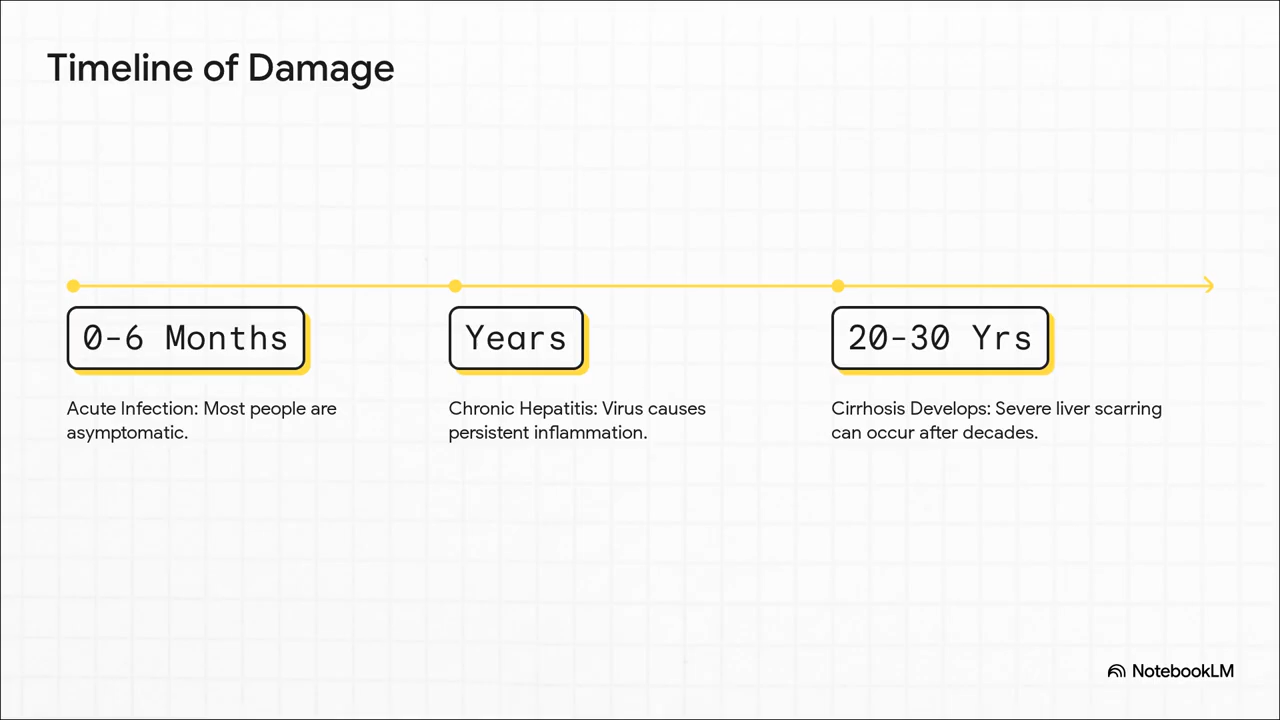 Timeline of Damage
0-6 Months
Acute Infection: Most people are
asymptomatic.
Years
Chronic Hepatitis: Virus causes
persistent inflammation.
20-30 Yrs
Cirrhosis Develops: Severe liver scarring
can occur after decades.
NotebookLM